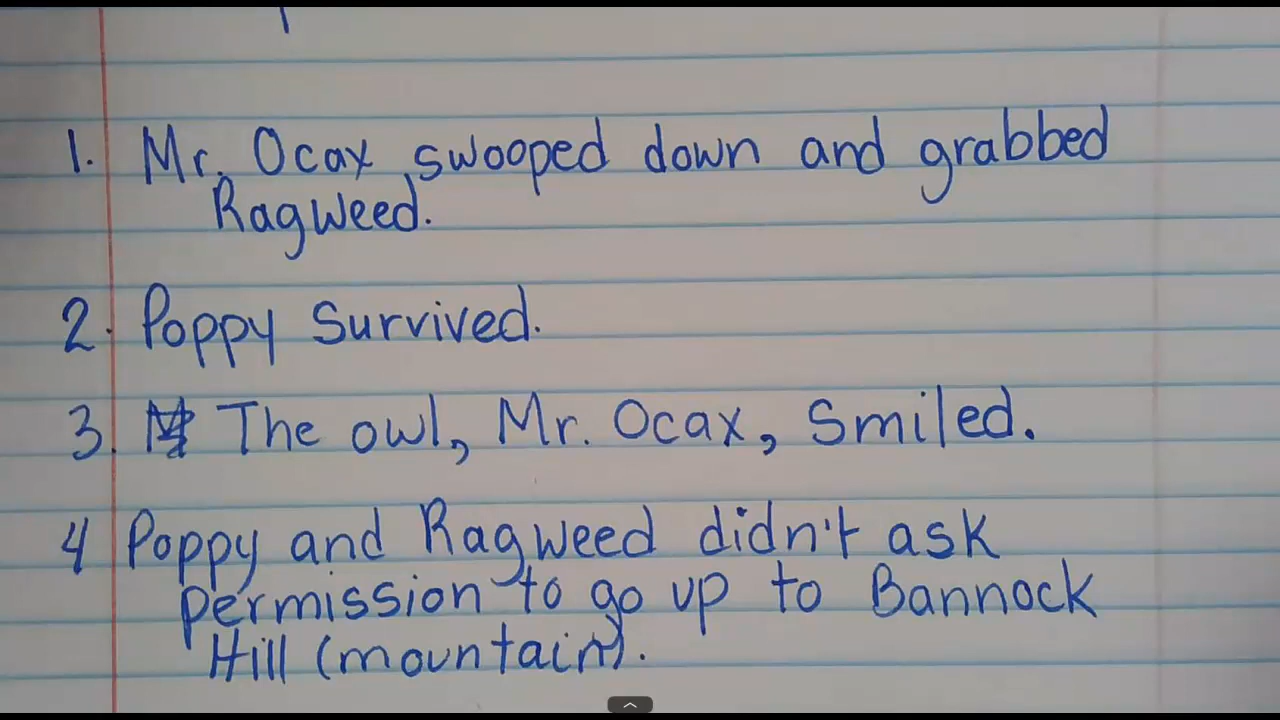 1. Mr. Ocax swooped down and grabbed
Ragweed.
2. Poppy Survived.
3. The owl, Mr. Ocax, Smiled.
4 Poppy and Ragweed didn't ask
permission to go up to Bannock
Hill (mountain).